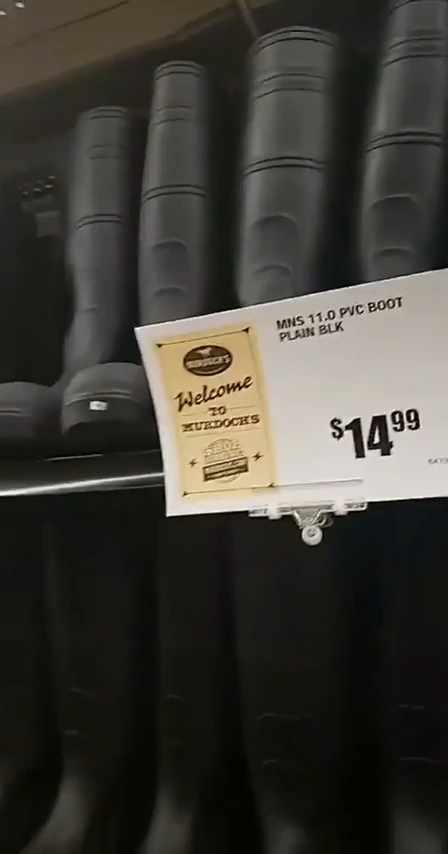 MURDOCH'S
Welcome
TO
MURDOCH'S
MNS 11.0 PVC BOOT
PLAIN BLK
$14.99